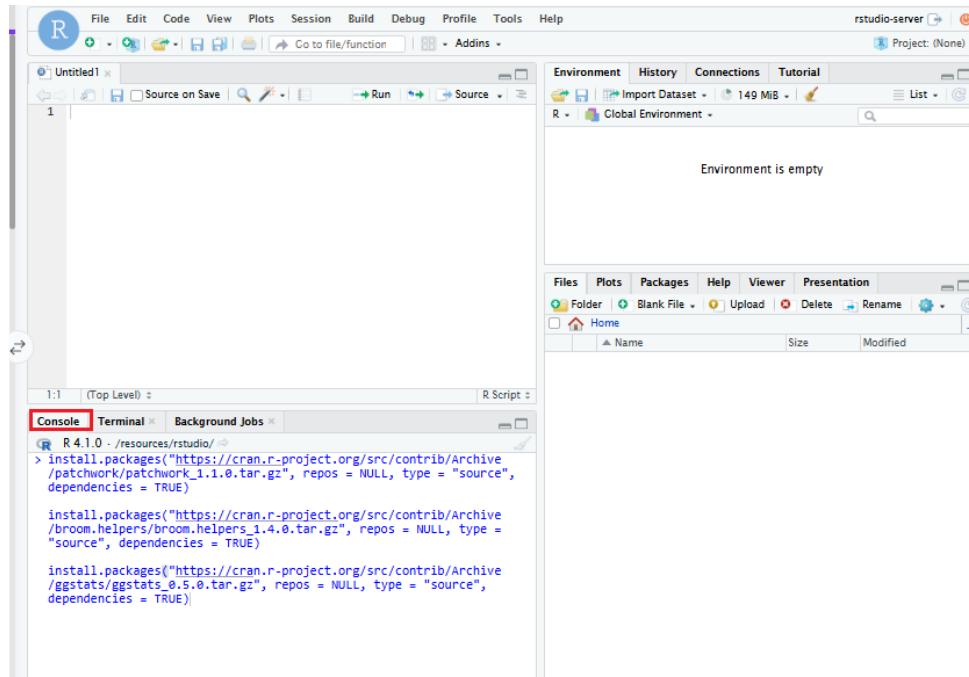 R File Edit Code View Plots Session Build Debug Profile Tools Help rstudio-server
Go to file/function Addins Project: (None)
Untitled1
Source on Save Run Source
1
1:1 (Top Level) R Script
Console Terminal Background Jobs
R 4.1.0 · /resources/rstudio/
> install.packages("https://cran.r-project.org/src/contrib/Archive
/patchwork/patchwork_1.1.0.tar.gz", repos = NULL, type = "source",
dependencies = TRUE)
install.packages("https://cran.r-project.org/src/contrib/Archive
/broom.helpers/broom.helpers_1.4.0.tar.gz", repos = NULL, type =
"source", dependencies = TRUE)
install.packages("https://cran.r-project.org/src/contrib/Archive
/ggstats/ggstats_0.5.0.tar.gz", repos = NULL, type = "source",
dependencies = TRUE)
Environment History Connections Tutorial
Import Dataset 149 MiB List
R Global Environment
Environment is empty
Files Plots Packages Help Viewer Presentation
Folder Blank File Upload Delete Rename
Home
Name Size Modified